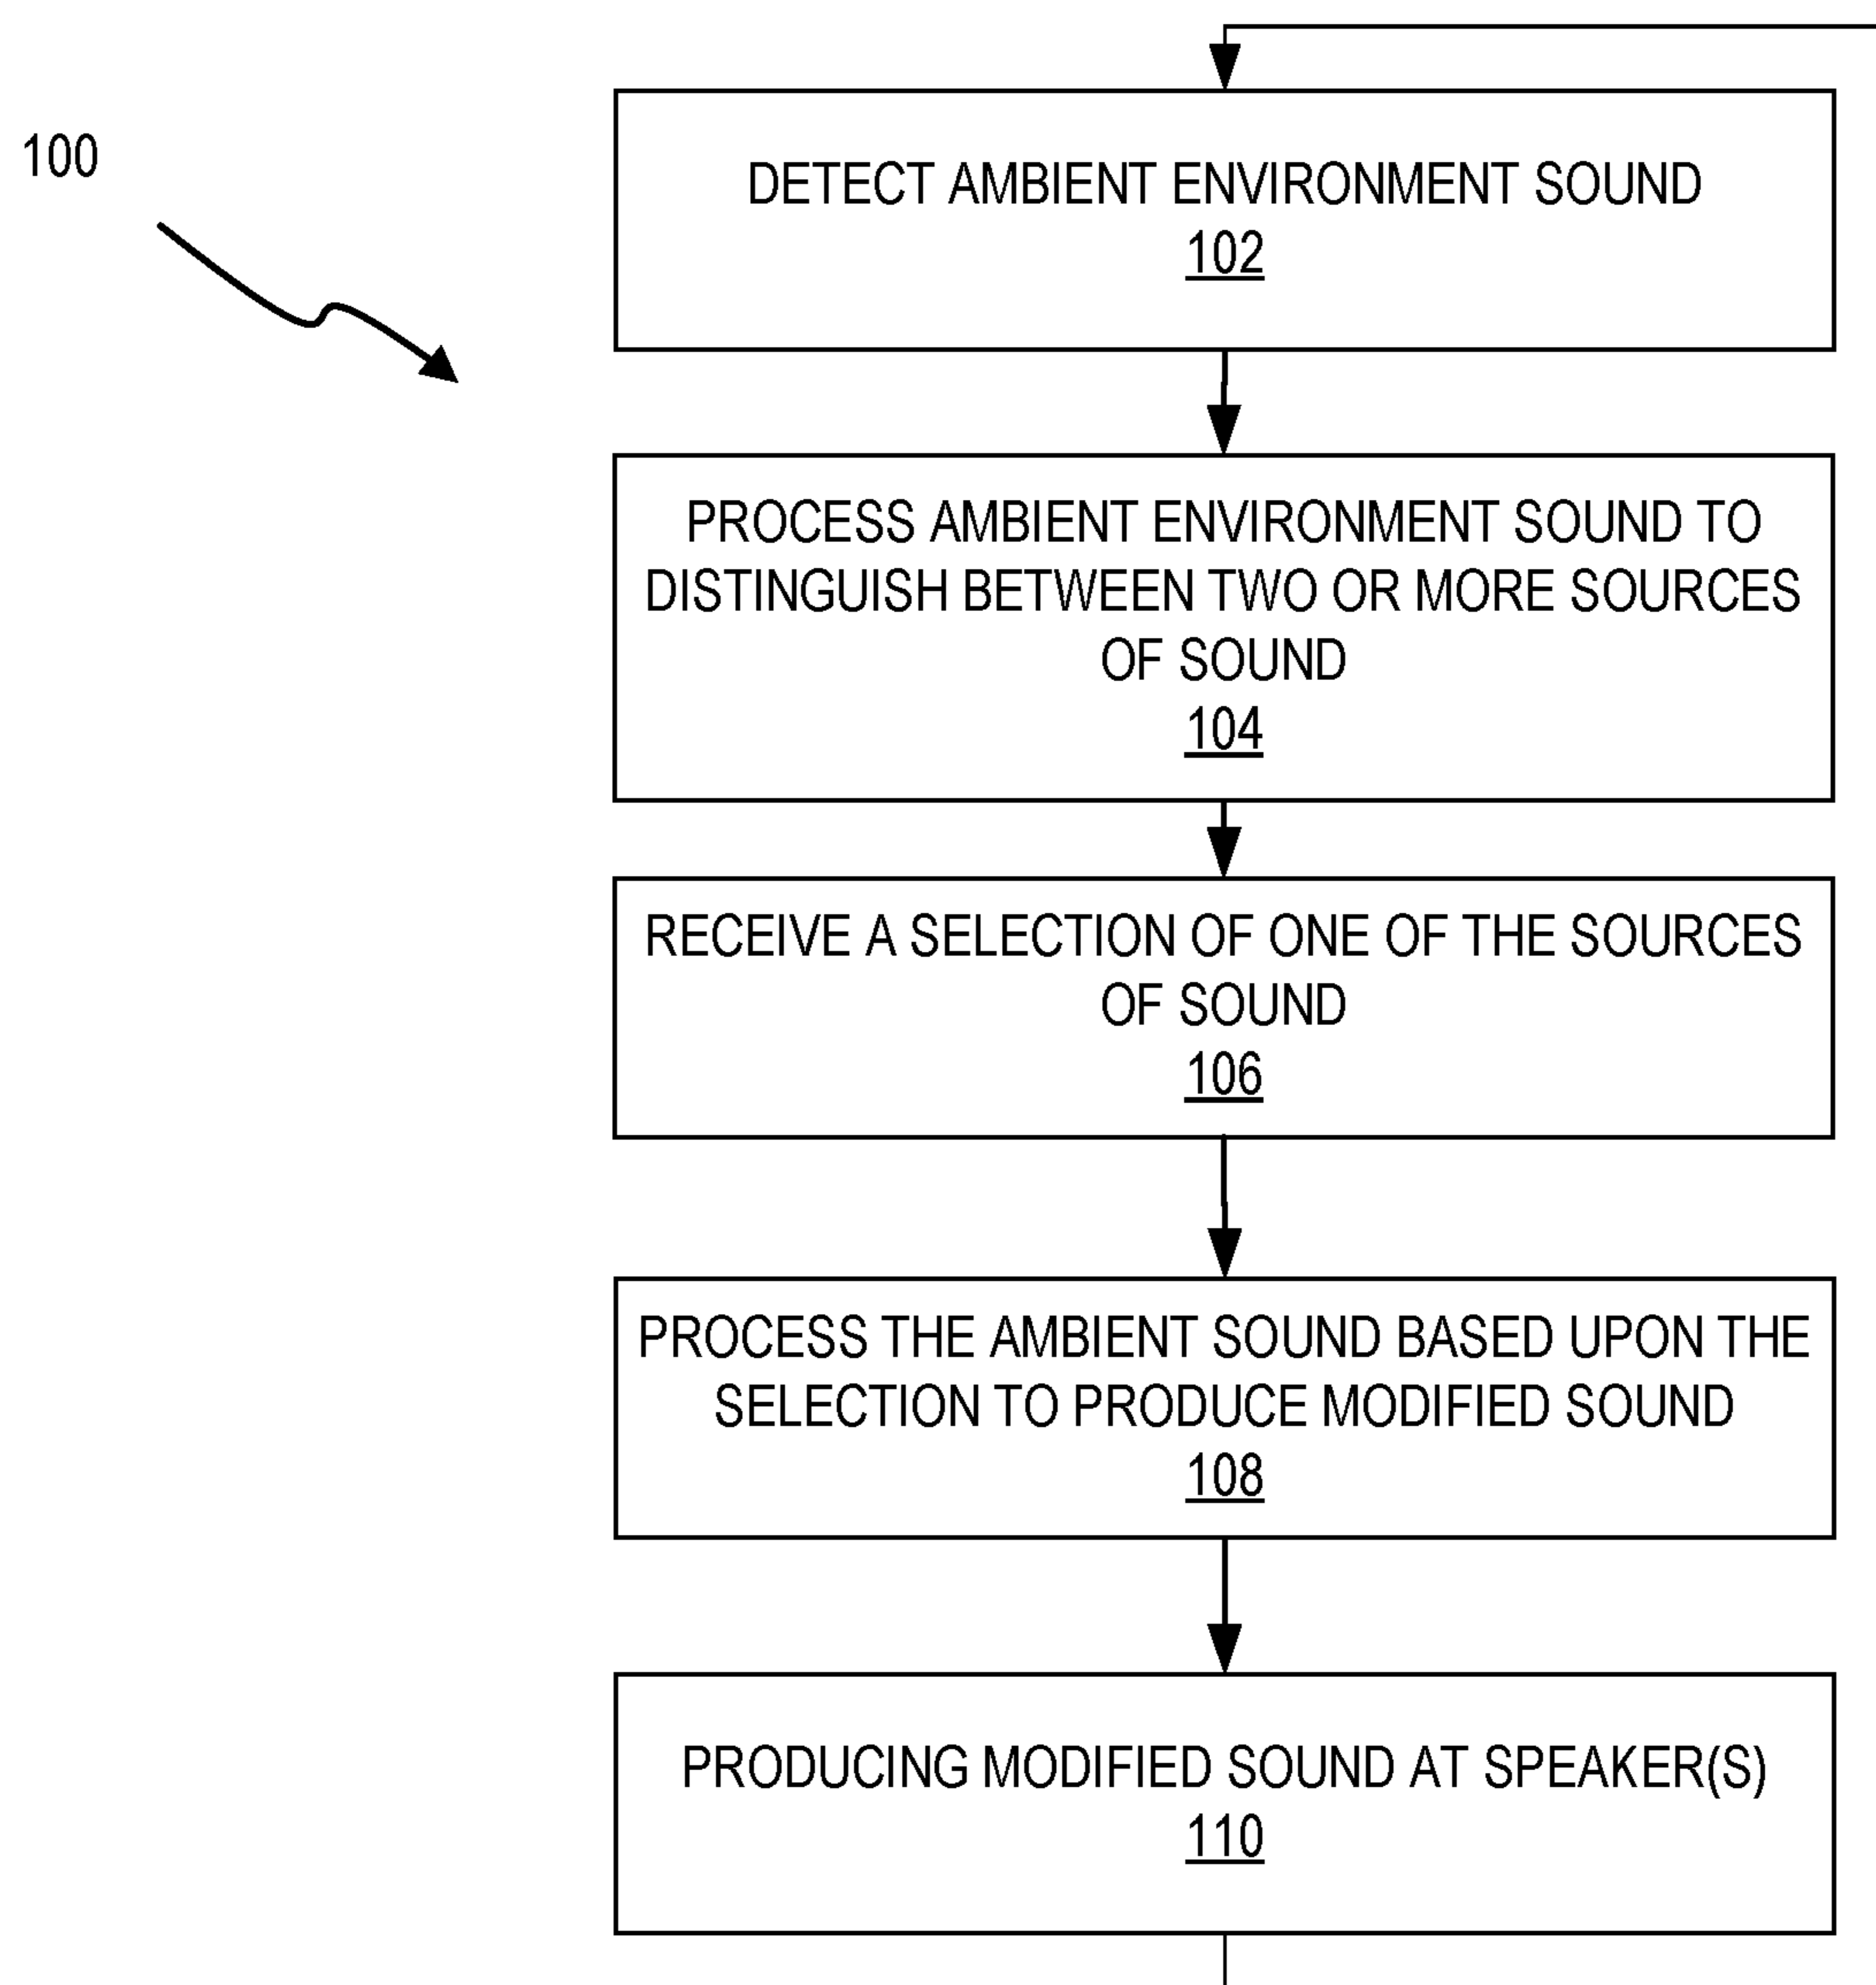 100
DETECT AMBIENT ENVIRONMENT SOUND
102
PROCESS AMBIENT ENVIRONMENT SOUND TO
DISTINGUISH BETWEEN TWO OR MORE SOURCES
OF SOUND
104
RECEIVE A SELECTION OF ONE OF THE SOURCES
OF SOUND
106
PROCESS THE AMBIENT SOUND BASED UPON THE
SELECTION TO PRODUCE MODIFIED SOUND
108
PRODUCING MODIFIED SOUND AT SPEAKER(S)
110